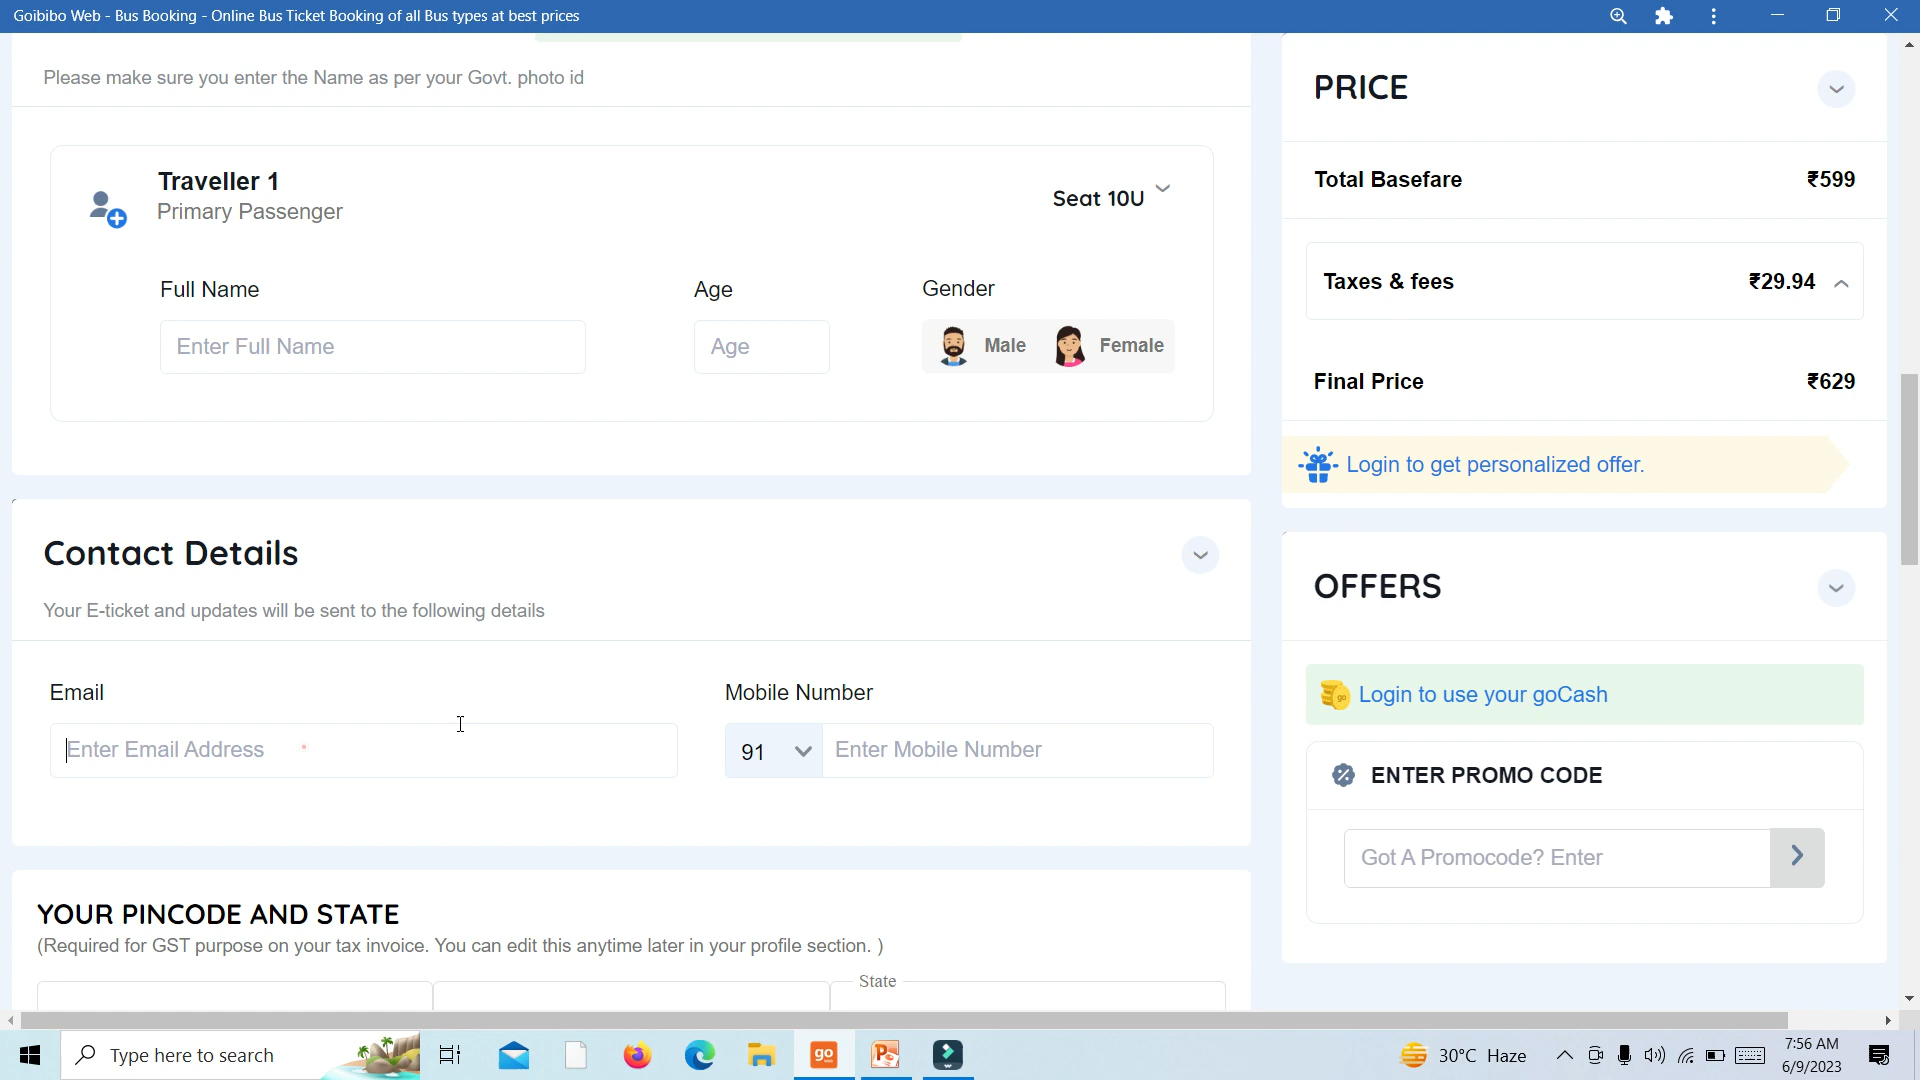 Goibibo Web - Bus Booking - Online Bus Ticket Booking of all Bus types at best prices
Please make sure you enter the Name as per your Govt. photo id
Traveller 1
Primary Passenger
Seat 10U
Full Name
Age
Gender
Enter Full Name
Age
Male
Female
Contact Details
Your E-ticket and updates will be sent to the following details
Email
Mobile Number
Enter Email Address
91
Enter Mobile Number
YOUR PINCODE AND STATE
(Required for GST purpose on your tax invoice. You can edit this anytime later in your profile section. )
State
PRICE
Total Basefare
₹599
Taxes & fees
₹29.94
Final Price
₹629
Login to get personalized offer.
OFFERS
go
Login to use your goCash
ENTER PROMO CODE
Got A Promocode? Enter
Type here to search
go
30°C Haze
7:56 AM
6/9/2023